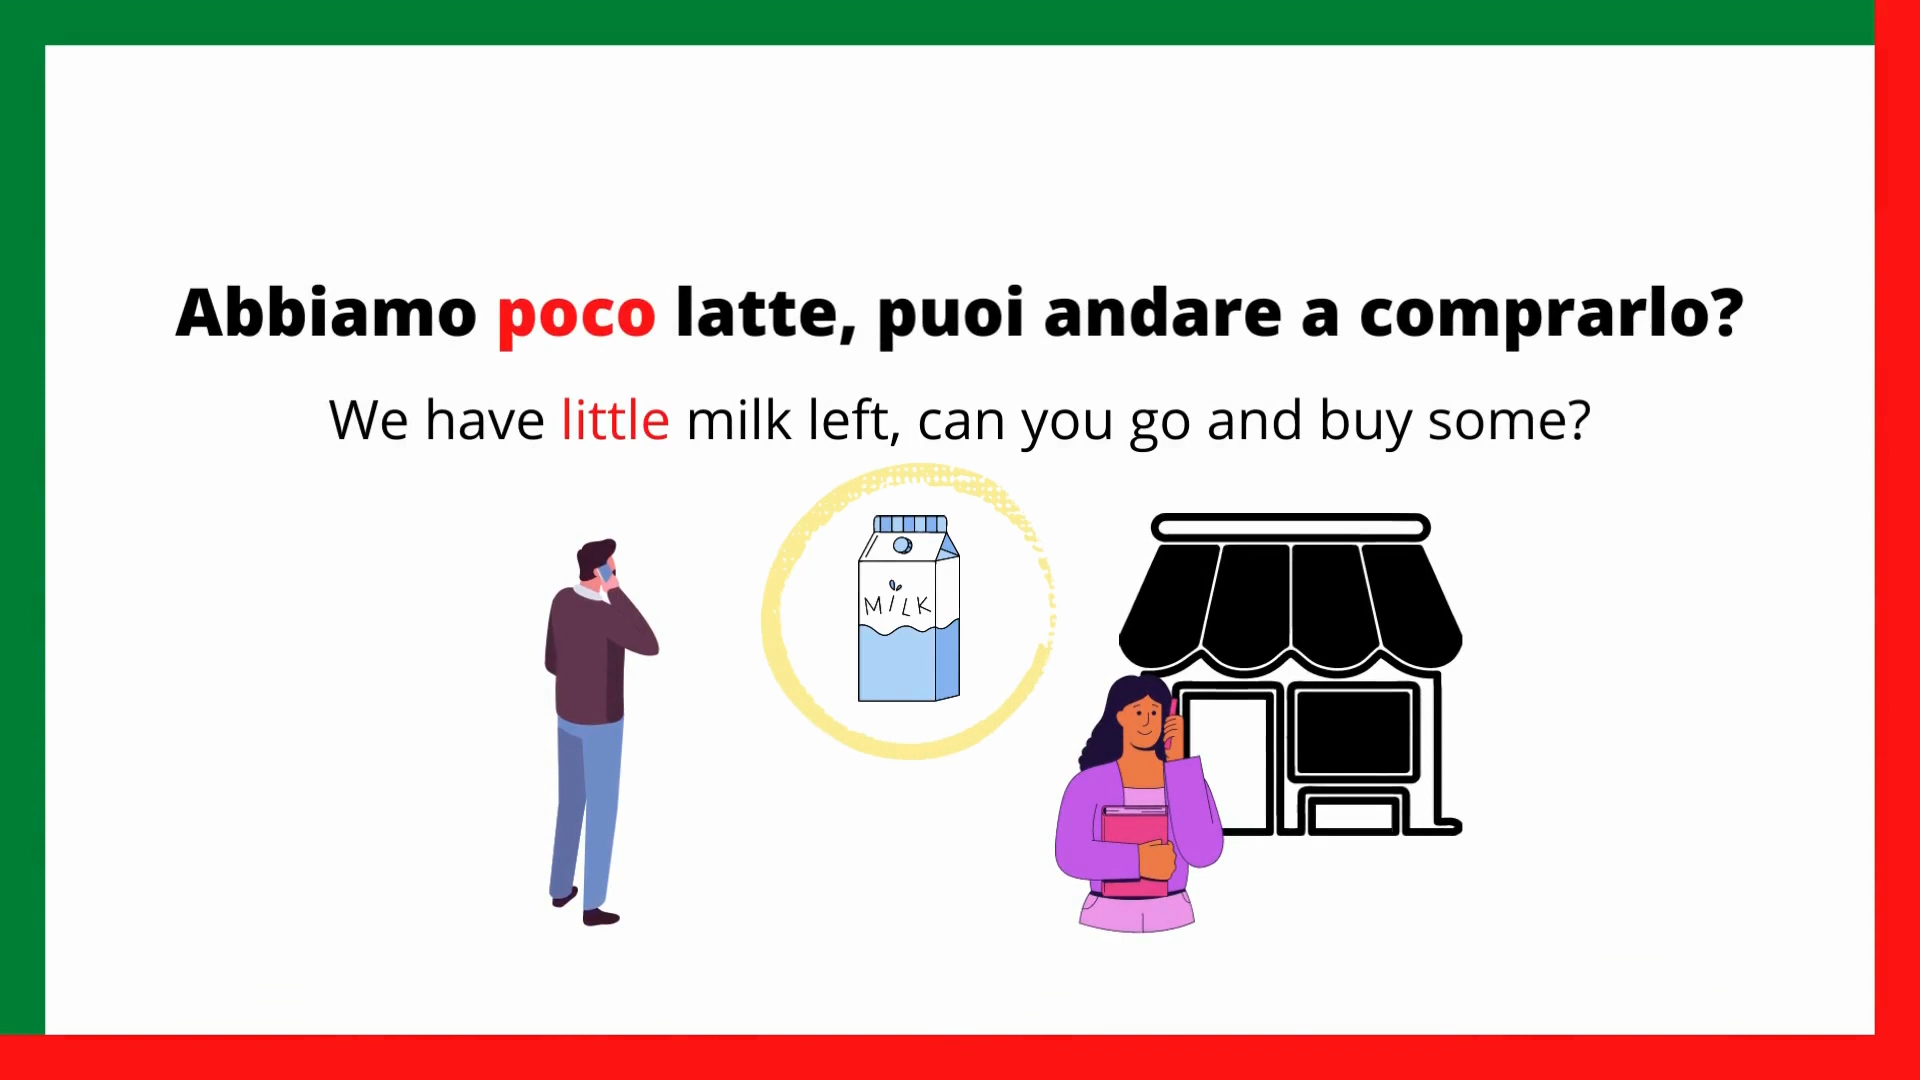 Abbiamo poco latte, puoi andare a comprarlo?
We have little milk left, can you go and buy some?
MILK